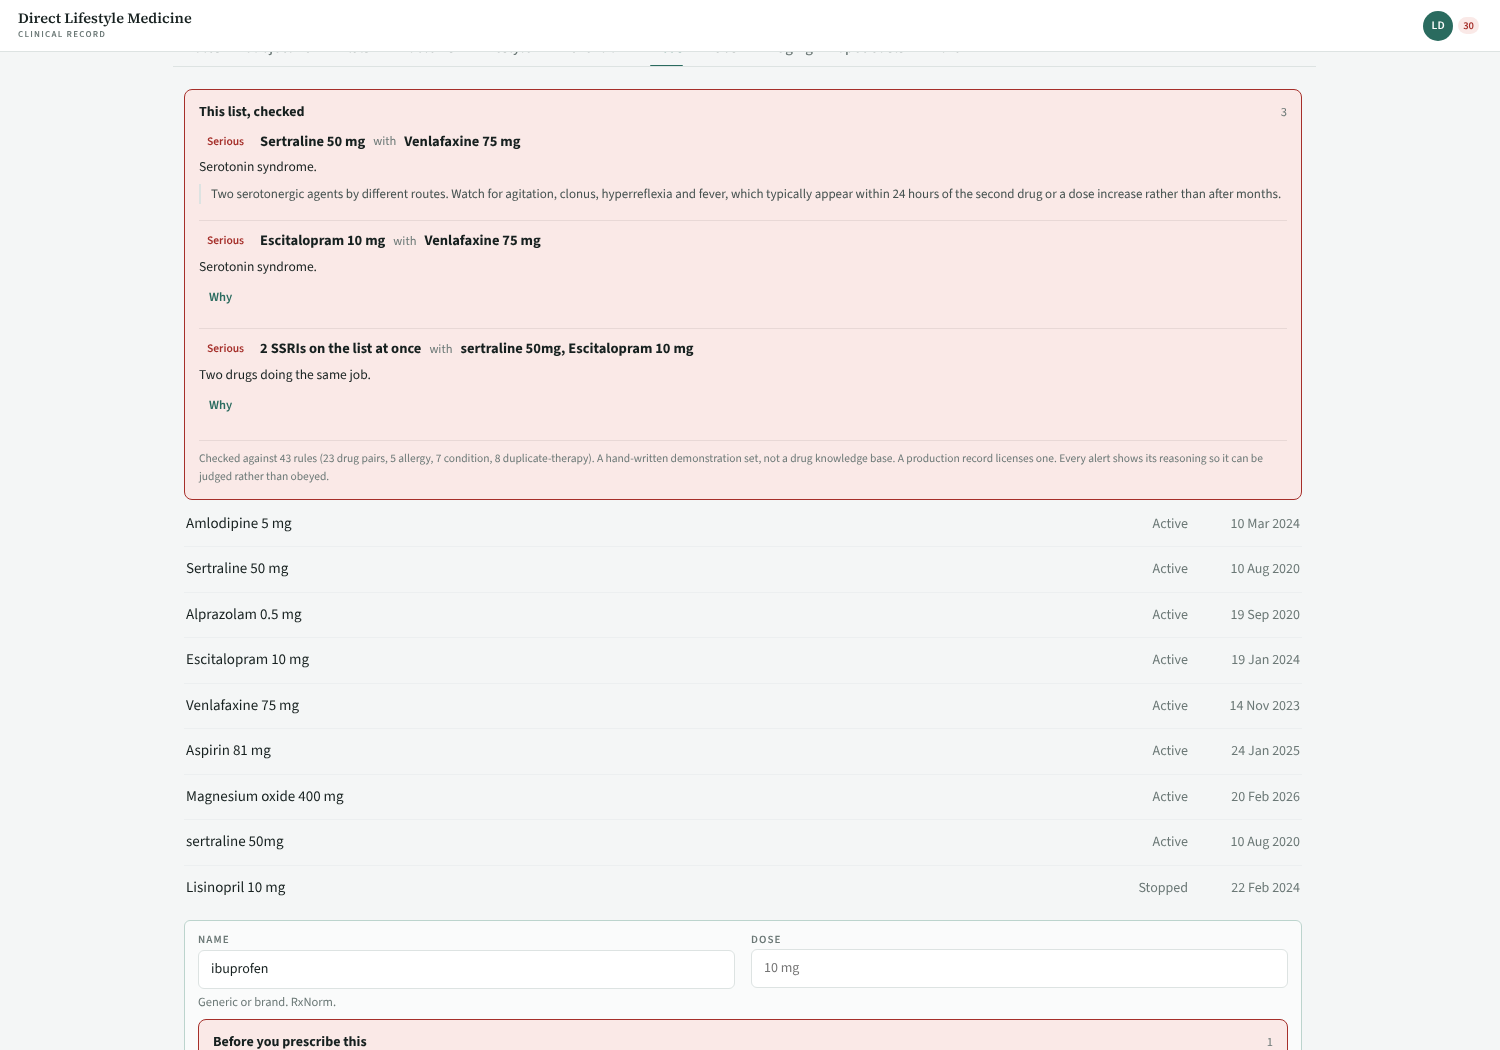 Direct Lifestyle Medicine
CLINICAL RECORD
LD
30
This list, checked
3
Serious Sertraline 50 mg with Venlafaxine 75 mg
Serotonin syndrome.
Two serotonergic agents by different routes. Watch for agitation, clonus, hyperreflexia and fever, which typically appear within 24 hours of the second drug or a dose increase rather than after months.
Serious Escitalopram 10 mg with Venlafaxine 75 mg
Serotonin syndrome.
Why
Serious 2 SSRIs on the list at once with sertraline 50mg, Escitalopram 10 mg
Two drugs doing the same job.
Why
Checked against 43 rules (23 drug pairs, 5 allergy, 7 condition, 8 duplicate-therapy). A hand-written demonstration set, not a drug knowledge base. A production record licenses one. Every alert shows its reasoning so it can be
judged rather than obeyed.
Amlodipine 5 mg Active 10 Mar 2024
Sertraline 50 mg Active 10 Aug 2020
Alprazolam 0.5 mg Active 19 Sep 2020
Escitalopram 10 mg Active 19 Jan 2024
Venlafaxine 75 mg Active 14 Nov 2023
Aspirin 81 mg Active 24 Jan 2025
Magnesium oxide 400 mg Active 20 Feb 2026
sertraline 50mg Active 10 Aug 2020
Lisinopril 10 mg Stopped 22 Feb 2024
NAME DOSE
ibuprofen 10 mg
Generic or brand. RxNorm.
Before you prescribe this 1